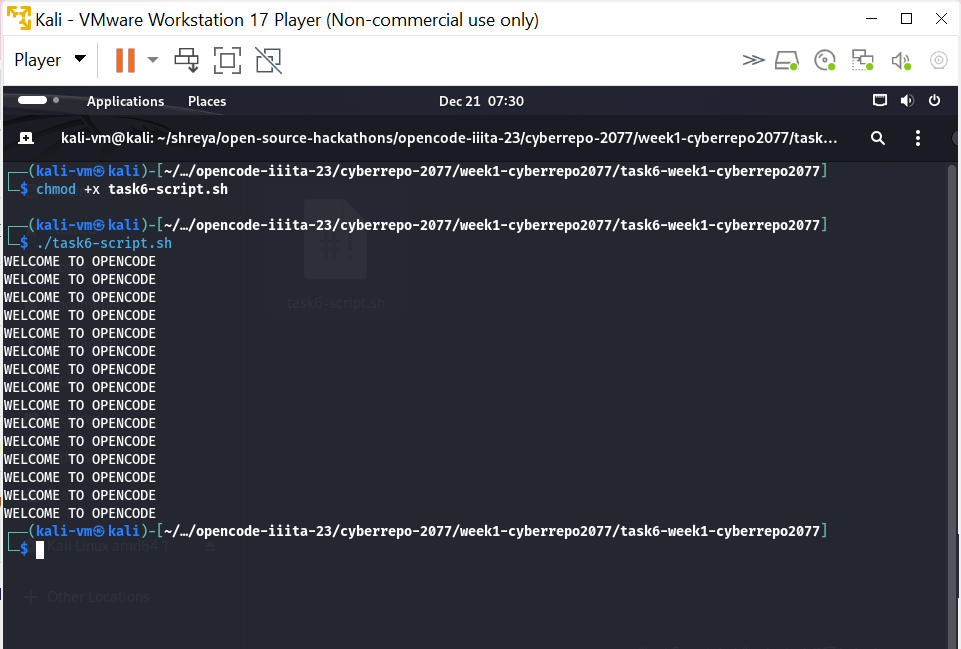 Kali - VMware Workstation 17 Player (Non-commercial use only)
Player
Applications Places Dec 21 07:30
kali-vm@kali: ~/shreya/open-source-hackathons/opencode-iiita-23/cyberrepo-2077/week1-cyberrepo2077/task...
┌──(kali-vm㉿kali)-[~/…/opencode-iiita-23/cyberrepo-2077/week1-cyberrepo2077/task6-week1-cyberrepo2077]
└─$ chmod +x task6-script.sh
┌──(kali-vm㉿kali)-[~/…/opencode-iiita-23/cyberrepo-2077/week1-cyberrepo2077/task6-week1-cyberrepo2077]
└─$ ./task6-script.sh
WELCOME TO OPENCODE
WELCOME TO OPENCODE
WELCOME TO OPENCODE
#!
WELCOME TO OPENCODE
task6-script.sh
WELCOME TO OPENCODE
WELCOME TO OPENCODE
WELCOME TO OPENCODE
WELCOME TO OPENCODE
WELCOME TO OPENCODE
WELCOME TO OPENCODE
WELCOME TO OPENCODE
WELCOME TO OPENCODE
WELCOME TO OPENCODE
WELCOME TO OPENCODE
WELCOME TO OPENCODE
┌──(kali-vm㉿kali)-[~/…/opencode-iiita-23/cyberrepo-2077/week1-cyberrepo2077/task6-week1-cyberrepo2077]
└─$
Kali Linux amd64 1
+ Other Locations